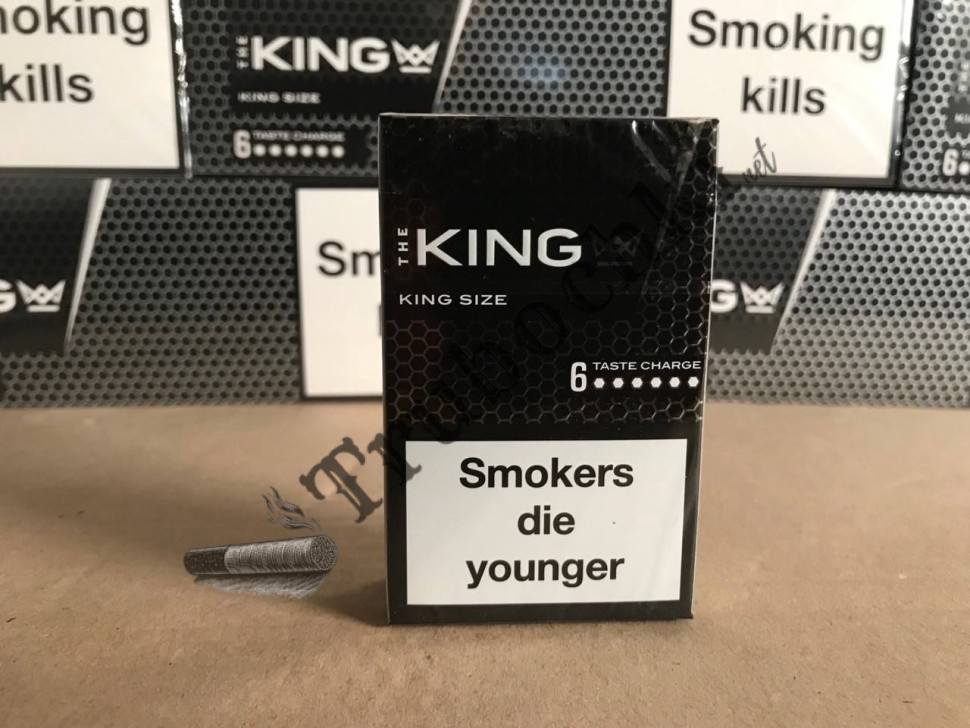 Smoking
kills
THE KING
KING SIZE
6 TASTE CHARGE
Smoking
kills
THE KING
KING SIZE
6 TASTE CHARGE
Smokers
die
younger